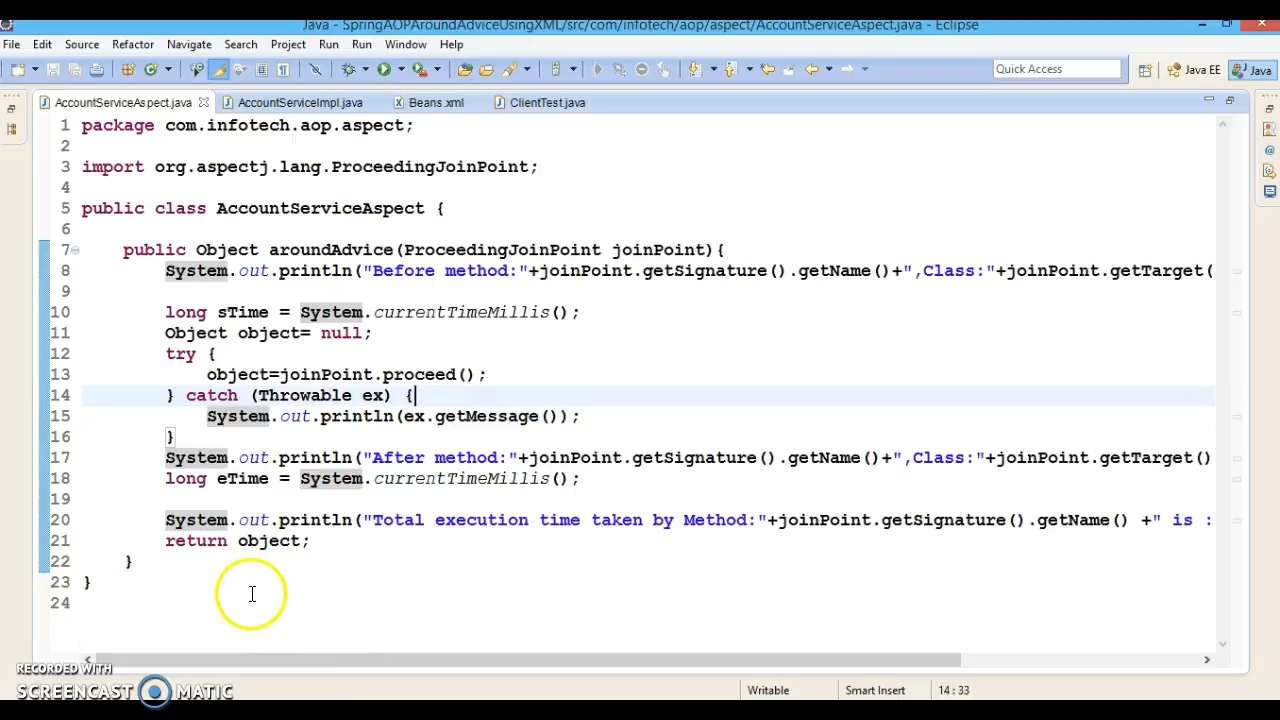 Java - SpringAOPAroundAdviceUsingXML/src/com/infotech/aop/aspect/AccountServiceAspect.java - Eclipse
File Edit Source Refactor Navigate Search Project Run Run Window Help
Quick Access Java EE Java
AccountServiceAspect.java AccountServiceImpl.java Beans.xml ClientTest.java
1 package com.infotech.aop.aspect;
2
3 import org.aspectj.lang.ProceedingJoinPoint;
4
5 public class AccountServiceAspect {
6
7 public Object aroundAdvice(ProceedingJoinPoint joinPoint){
8 System.out.println("Before method:"+joinPoint.getSignature().getName()+",Class:"+joinPoint.getTarget(
9
10 long sTime = System.currentTimeMillis();
11 Object object= null;
12 try {
13 object=joinPoint.proceed();
14 } catch (Throwable ex) {
15 System.out.println(ex.getMessage());
16 }
17 System.out.println("After method:"+joinPoint.getSignature().getName()+",Class:"+joinPoint.getTarget()
18 long eTime = System.currentTimeMillis();
19
20 System.out.println("Total execution time taken by Method:"+joinPoint.getSignature().getName() +" is :
21 return object;
22 }
23 }
24
RECORDED WITH
SCREENCAST MATIC
Writable Smart Insert 14 : 33